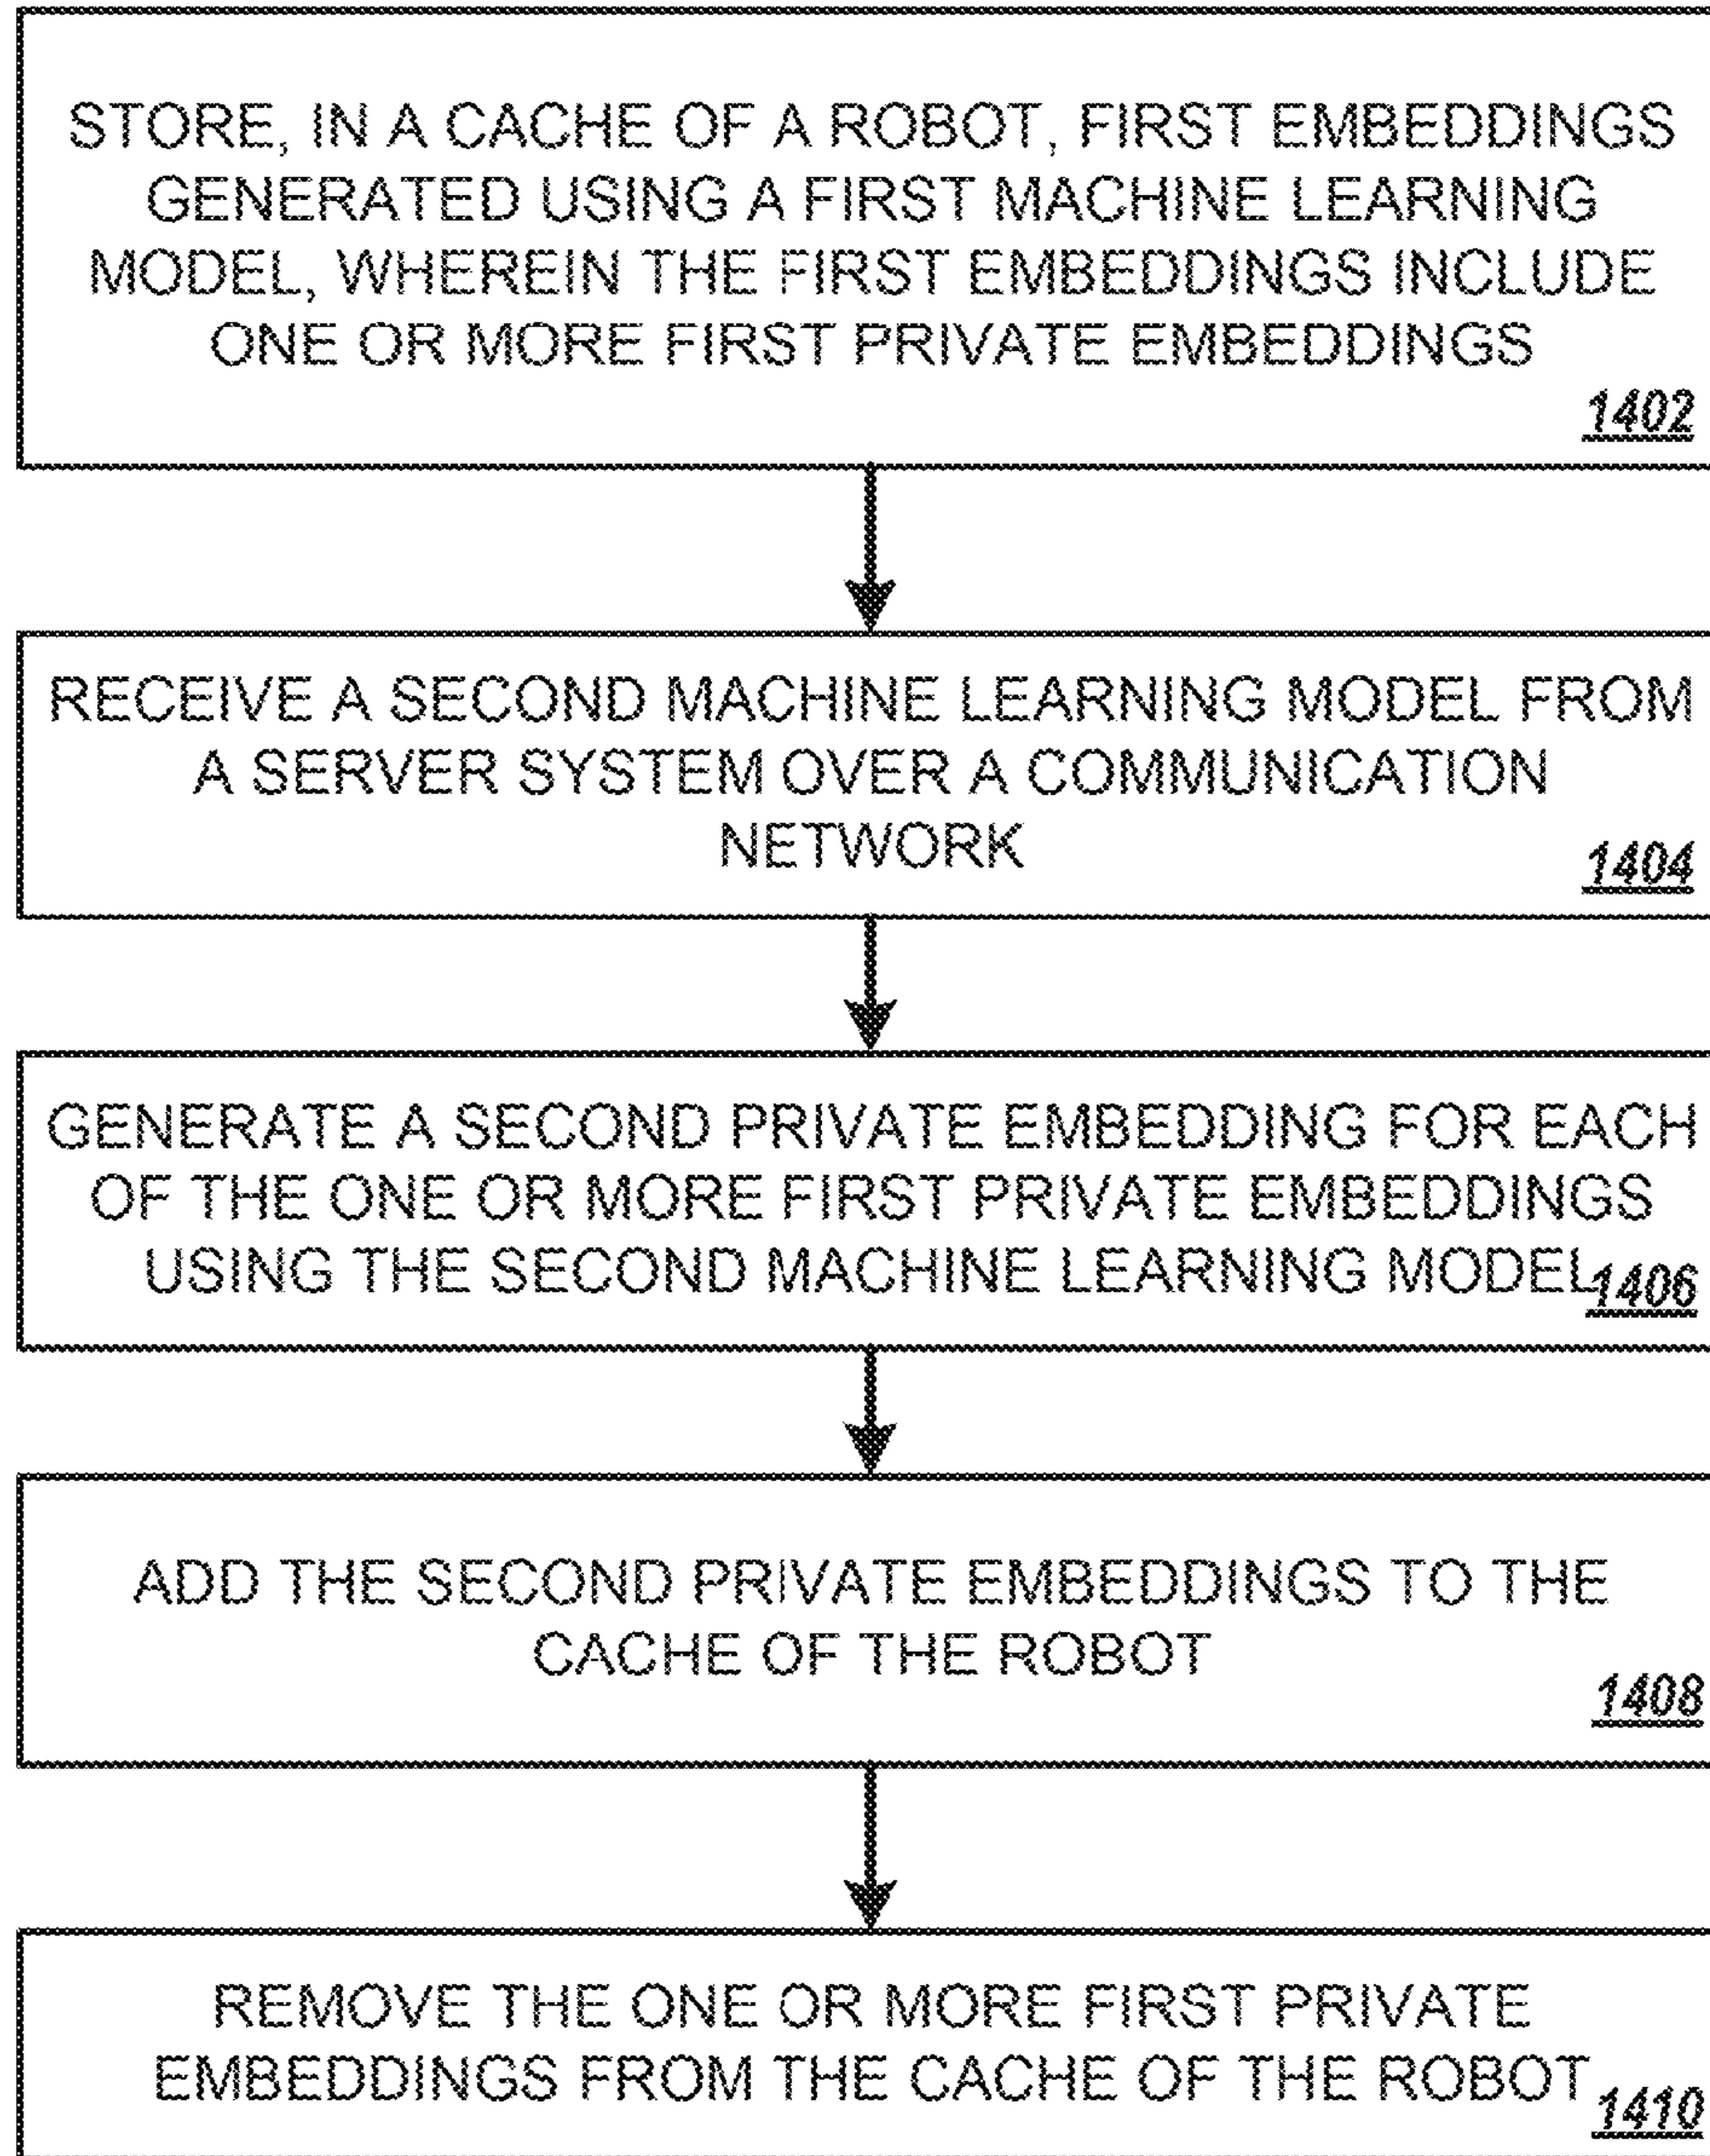 STORE, IN A CACHE OF A ROBOT, FIRST EMBEDDINGS
GENERATED USING A FIRST MACHINE LEARNING
MODEL, WHEREIN THE FIRST EMBEDDINGS INCLUDE
ONE OR MORE FIRST PRIVATE EMBEDDINGS
1402
RECEIVE A SECOND MACHINE LEARNING MODEL FROM
A SERVER SYSTEM OVER A COMMUNICATION
NETWORK
1404
GENERATE A SECOND PRIVATE EMBEDDING FOR EACH
OF THE ONE OR MORE FIRST PRIVATE EMBEDDINGS
USING THE SECOND MACHINE LEARNING MODEL
1406
ADD THE SECOND PRIVATE EMBEDDINGS TO THE
CACHE OF THE ROBOT
1408
REMOVE THE ONE OR MORE FIRST PRIVATE
EMBEDDINGS FROM THE CACHE OF THE ROBOT
1410